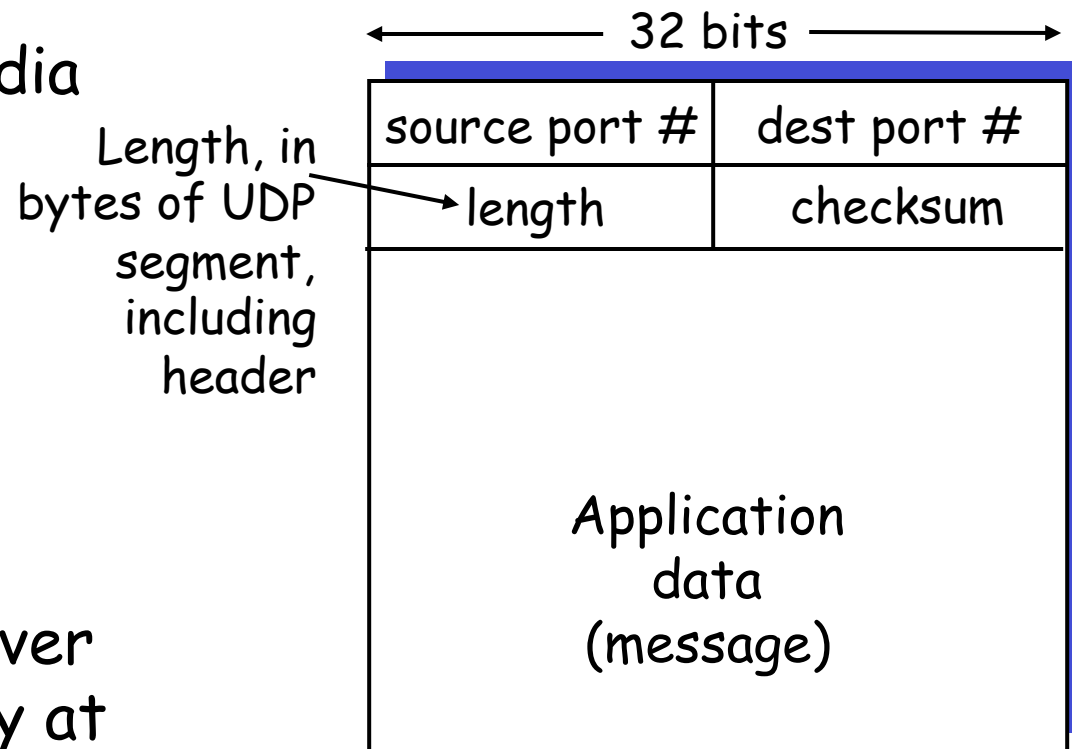 32 bits
dia
Length, in
bytes of UDP
segment,
including
header
source port #
dest port #
length
checksum
Application
data
(message)
ver
y at